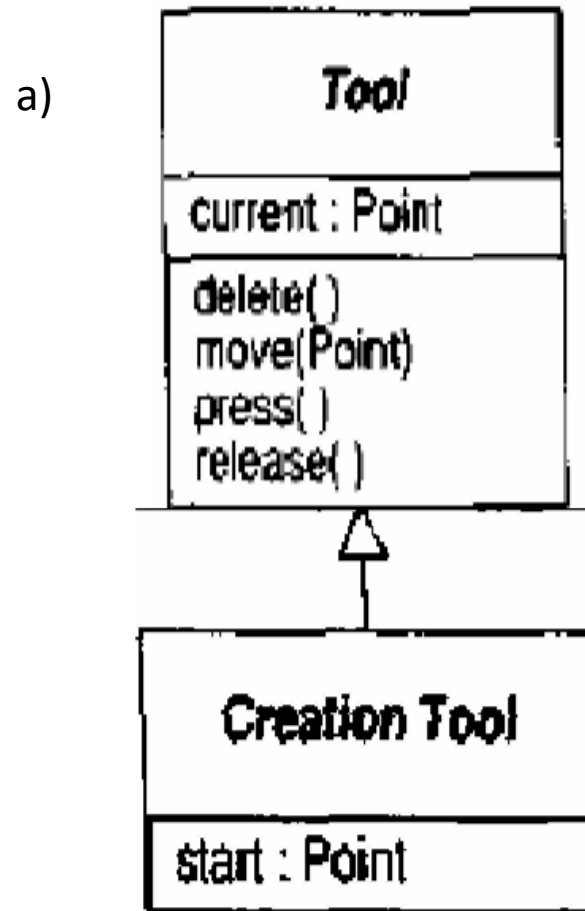 a)
Tool
current : Point
delete( )
move(Point)
press( )
release( )
Creation Tool
start : Point